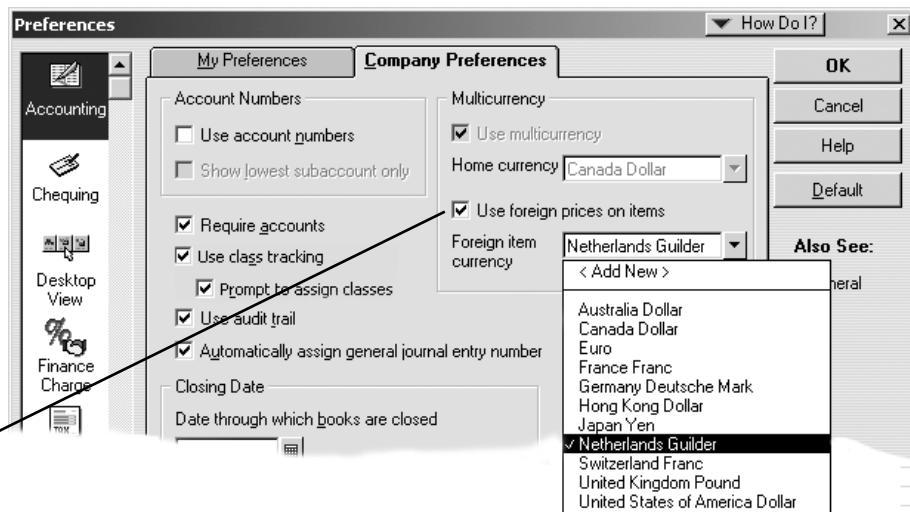 Preferences
How Do I?
x
Accounting
Chequing
Desktop
View
Finance
Charge
My Preferences
Company Preferences
Account Numbers
Use account numbers
Show lowest subaccount only
Require accounts
Use class tracking
Prompt to assign classes
Use audit trail
Automatically assign general journal entry number
Closing Date
Date through which books are closed
Multicurrency
Use multicurrency
Home currency Canada Dollar
Use foreign prices on items
Foreign item
currency
Netherlands Guilder
< Add New >
Australia Dollar
Canada Dollar
Euro
France Franc
Germany Deutsche Mark
Hong Kong Dollar
Japan Yen
Netherlands Guilder
Switzerland Franc
United Kingdom Pound
United States of America Dollar
OK
Cancel
Help
Default
Also See:
neral